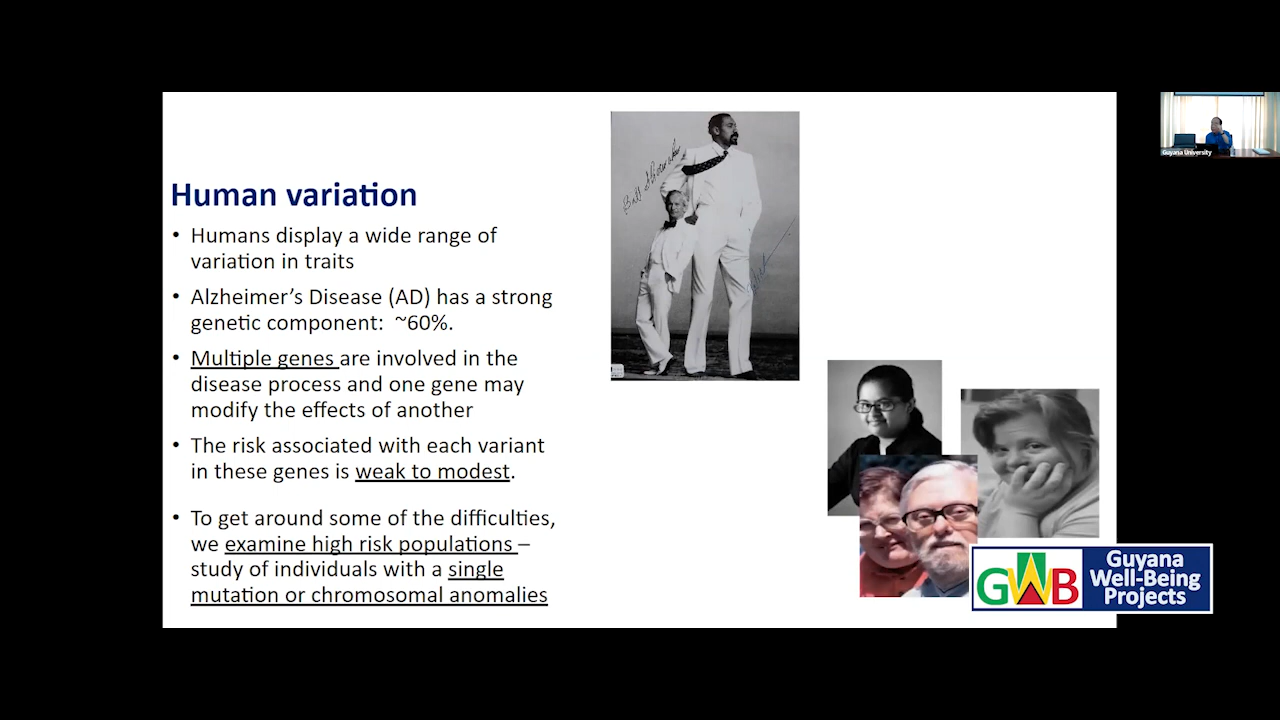 Human variation
• Humans display a wide range of
variation in traits
• Alzheimer’s Disease (AD) has a strong
genetic component:  ~60%.
• Multiple genes are involved in the
disease process and one gene may
modify the effects of another
• The risk associated with each variant
in these genes is weak to modest.
• To get around some of the difficulties,
we examine high risk populations –
study of individuals with a single
mutation or chromosomal anomalies
Guyana University
GWB
Guyana
Well-Being
Projects